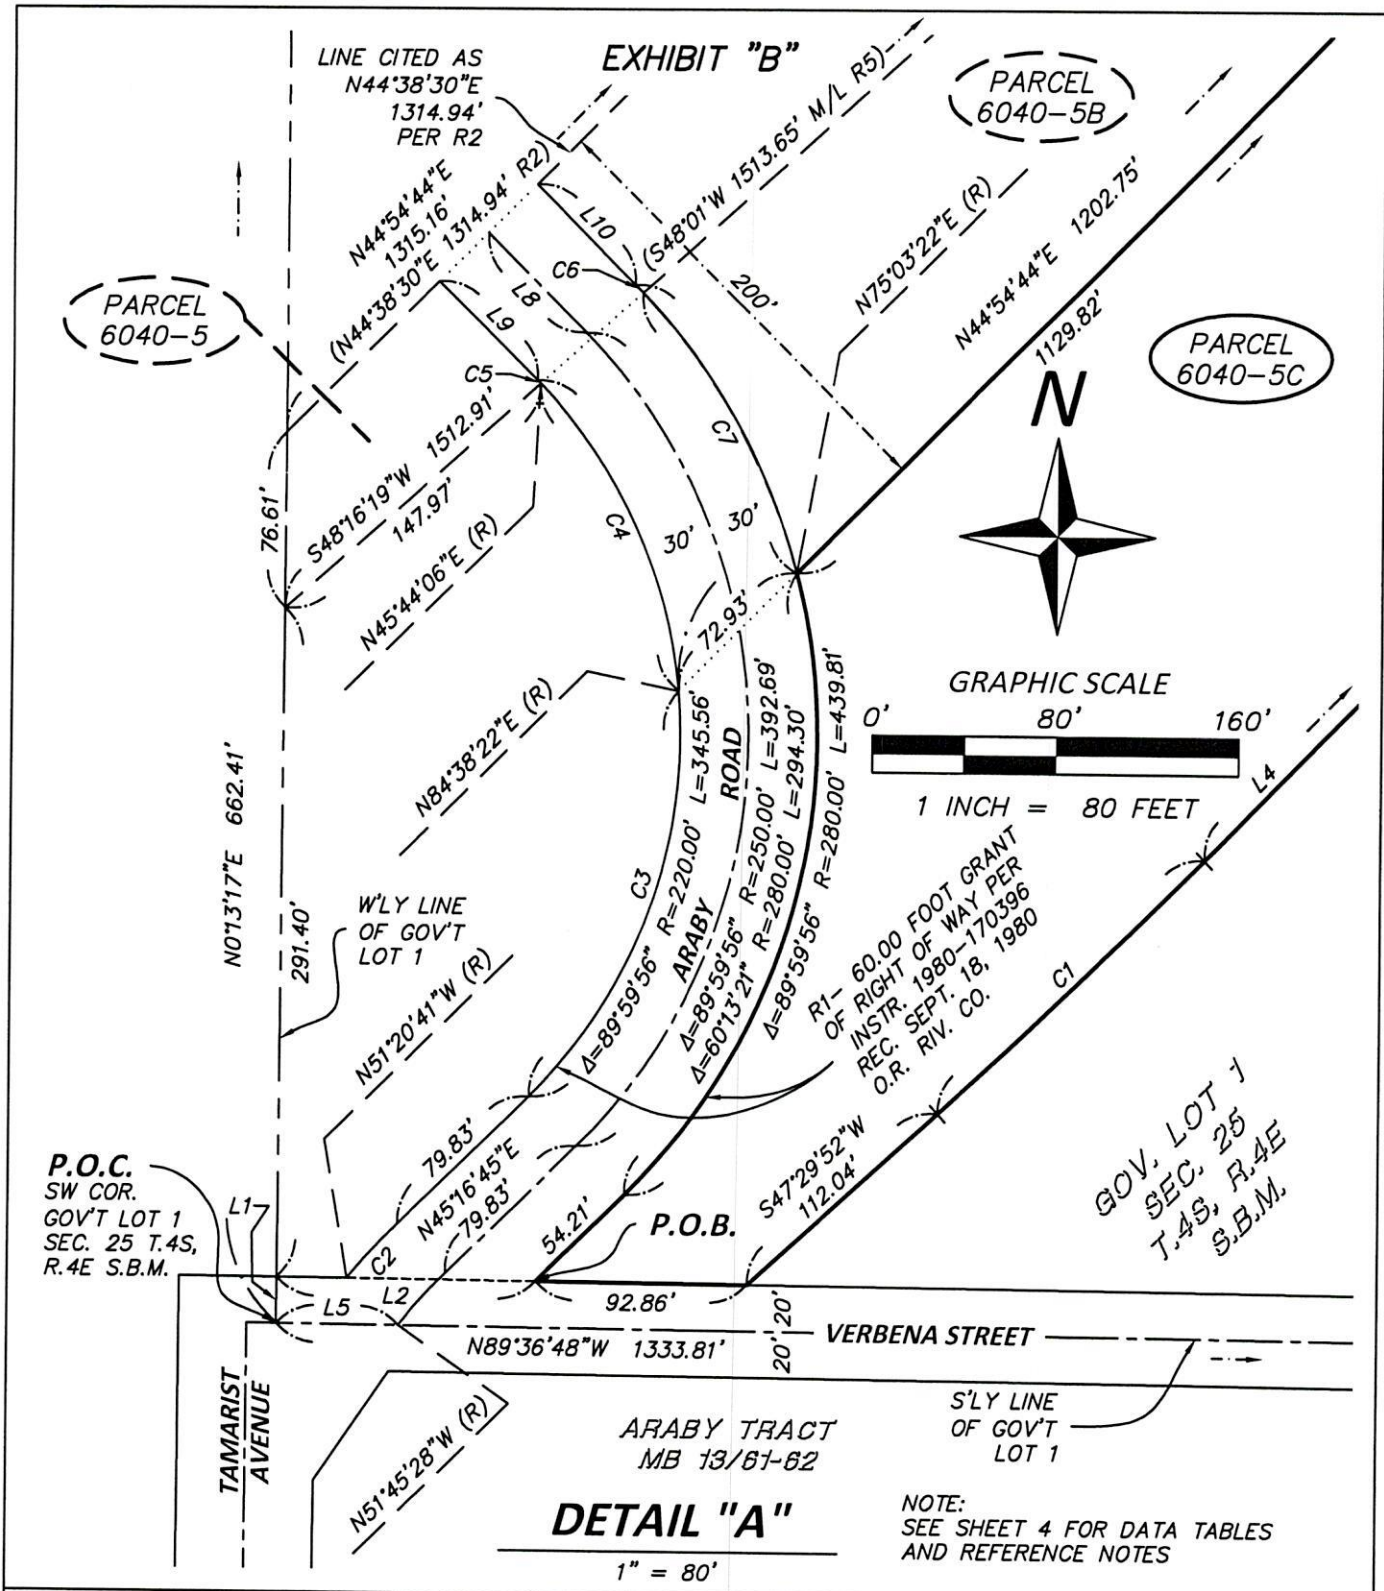 EXHIBIT "B"
LINE CITED AS
N44°38'30"E
1314.94'
PER R2
PARCEL
6040-5B
N44°54'44"E
1315.16'
(N44°38'30"E 1314.94' R2)
L10
(S48°01'W 1513.65' M/L R5)
C6
L8
L9
200'
N75°03'22"E (R)
N44°54'44"E 1202.75'
1129.82'
PARCEL
6040-5
C5
PARCEL
6040-5C
N
76.61'
S48°16'19"W 1512.91'
147.97'
C7
C4
30'
30'
N45°44'06"E (R)
72.93'
GRAPHIC SCALE
0' 80' 160'
1 INCH = 80 FEET
N84°38'22"E (R)
L4
N0°13'17"E 662.41'
291.40'
W'LY LINE
OF GOV'T
LOT 1
C3
Δ=89°59'56" R=220.00' L=345.56'
ARABY ROAD
Δ=89°59'56" R=250.00' L=392.69'
Δ=60°13'21" R=280.00' L=294.30'
Δ=89°59'56" R=280.00' L=439.81'
R1- 60.00 FOOT GRANT
OF RIGHT OF WAY PER
INSTR. 1980-170396
REC. SEPT. 18, 1980
O.R. RIV. CO.
C1
N51°20'41"W (R)
79.83'
N45°16'45"E
79.83'
P.O.C.
SW COR.
GOV'T LOT 1
SEC. 25 T.4S,
R.4E S.B.M.
L1
C2
L2
L5
54.21'
P.O.B.
S47°29'52"W
112.04'
GOV. LOT 1
SEC. 25
T.4S, R.4E
S.B.M.
92.86'
20'
20'
N89°36'48"W 1333.81'
VERBENA STREET
TAMARIST
AVENUE
N51°45'28"W (R)
ARABY TRACT
MB 13/61-62
S'LY LINE
OF GOV'T
LOT 1
DETAIL "A"
1" = 80'
NOTE:
SEE SHEET 4 FOR DATA TABLES
AND REFERENCE NOTES